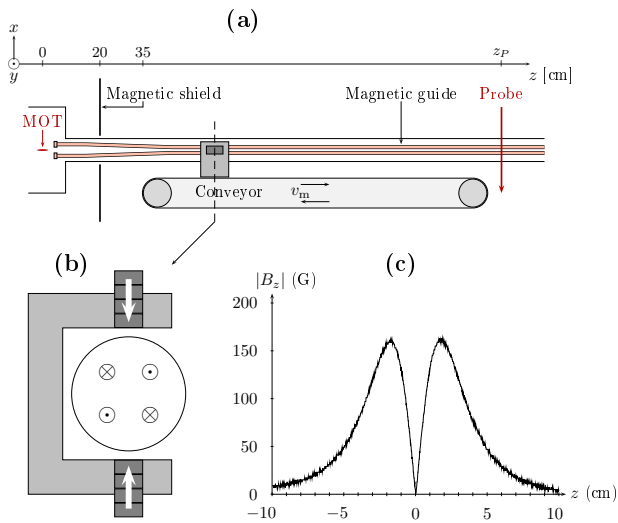 (a)
x
0 20 35 z_P
y
z [cm]
Magnetic shield Magnetic guide Probe
MOT
Conveyor v_m
(b) (c)
|B_z| (G)
200
150
100
50
0
z (cm)
−10 −5 0 5 10